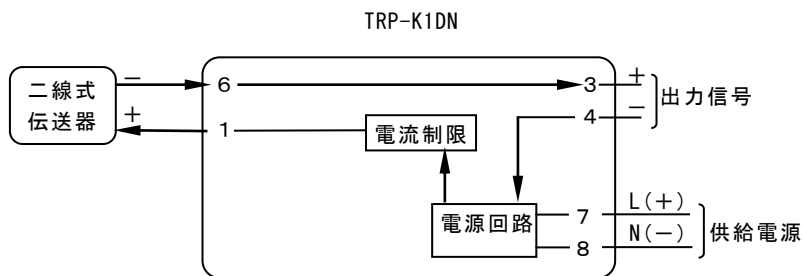 TRP-K1DN
二線式
伝送器
－
＋
6
1
電流制限
電源回路
3
4
＋
－
出力信号
7
8
L(＋)
N(－)
供給電源